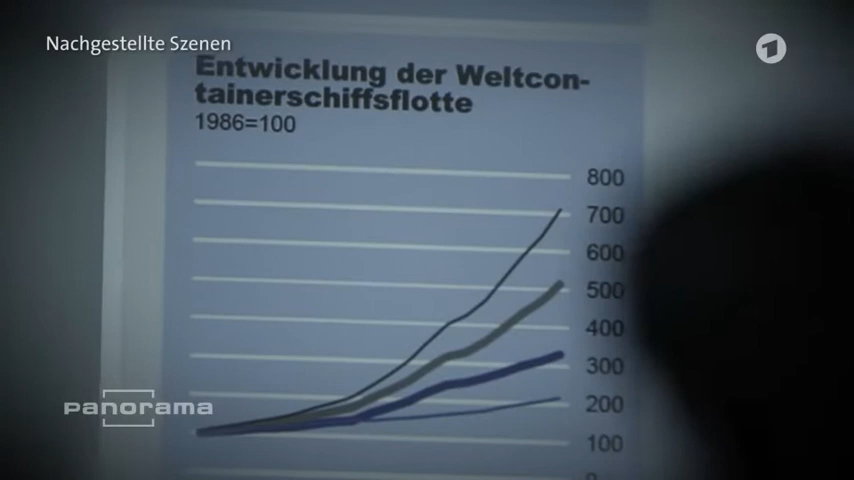 Nachgestellte Szenen
Entwicklung der Weltcon-
tainerschiffsflotte
1986=100
800
700
600
500
400
300
200
100
panorama